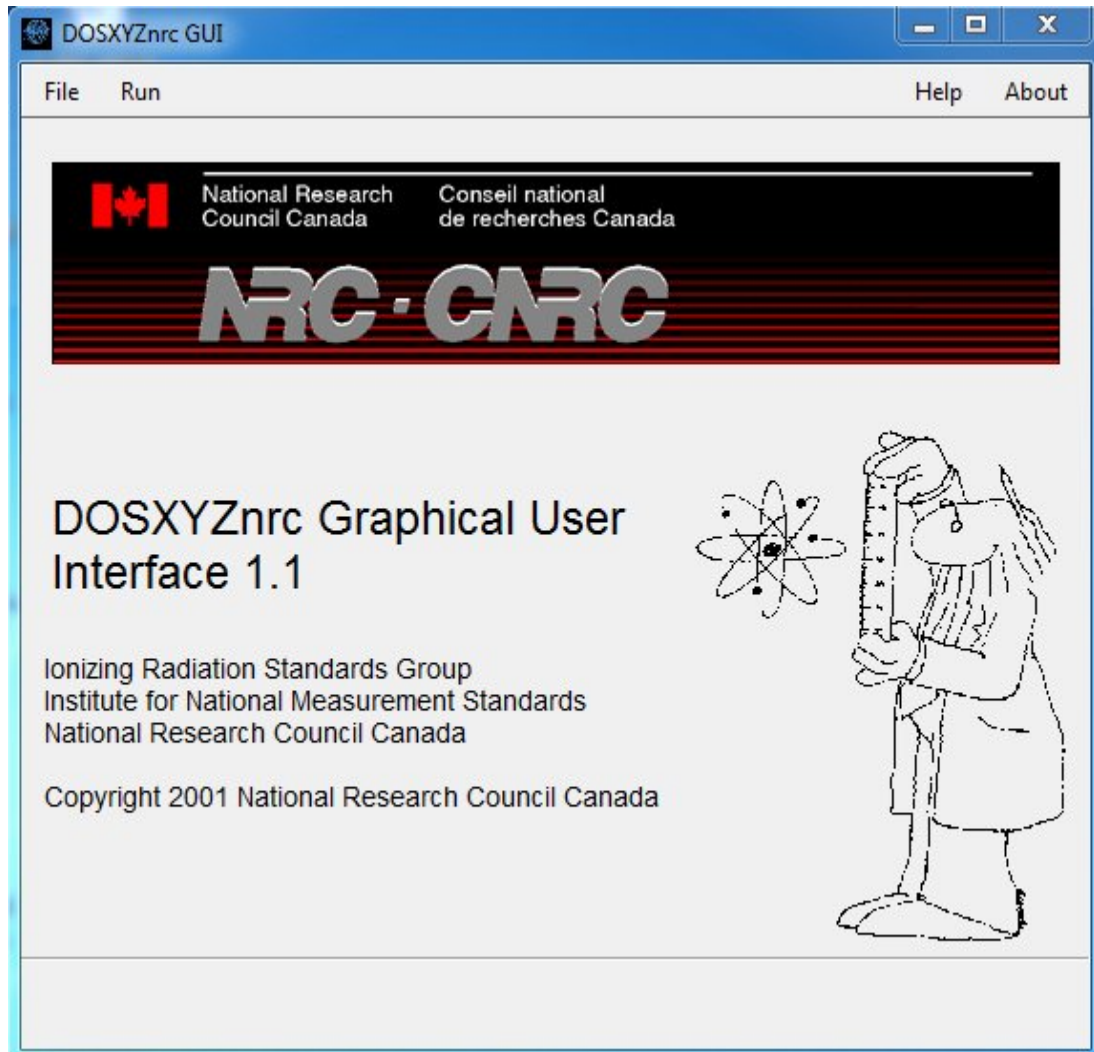 DOSXYZnrc GUI
File Run Help About
National Research Conseil national
Council Canada de recherches Canada
NRC · CNRC
DOSXYZnrc Graphical User
Interface 1.1
Ionizing Radiation Standards Group
Institute for National Measurement Standards
National Research Council Canada
Copyright 2001 National Research Council Canada